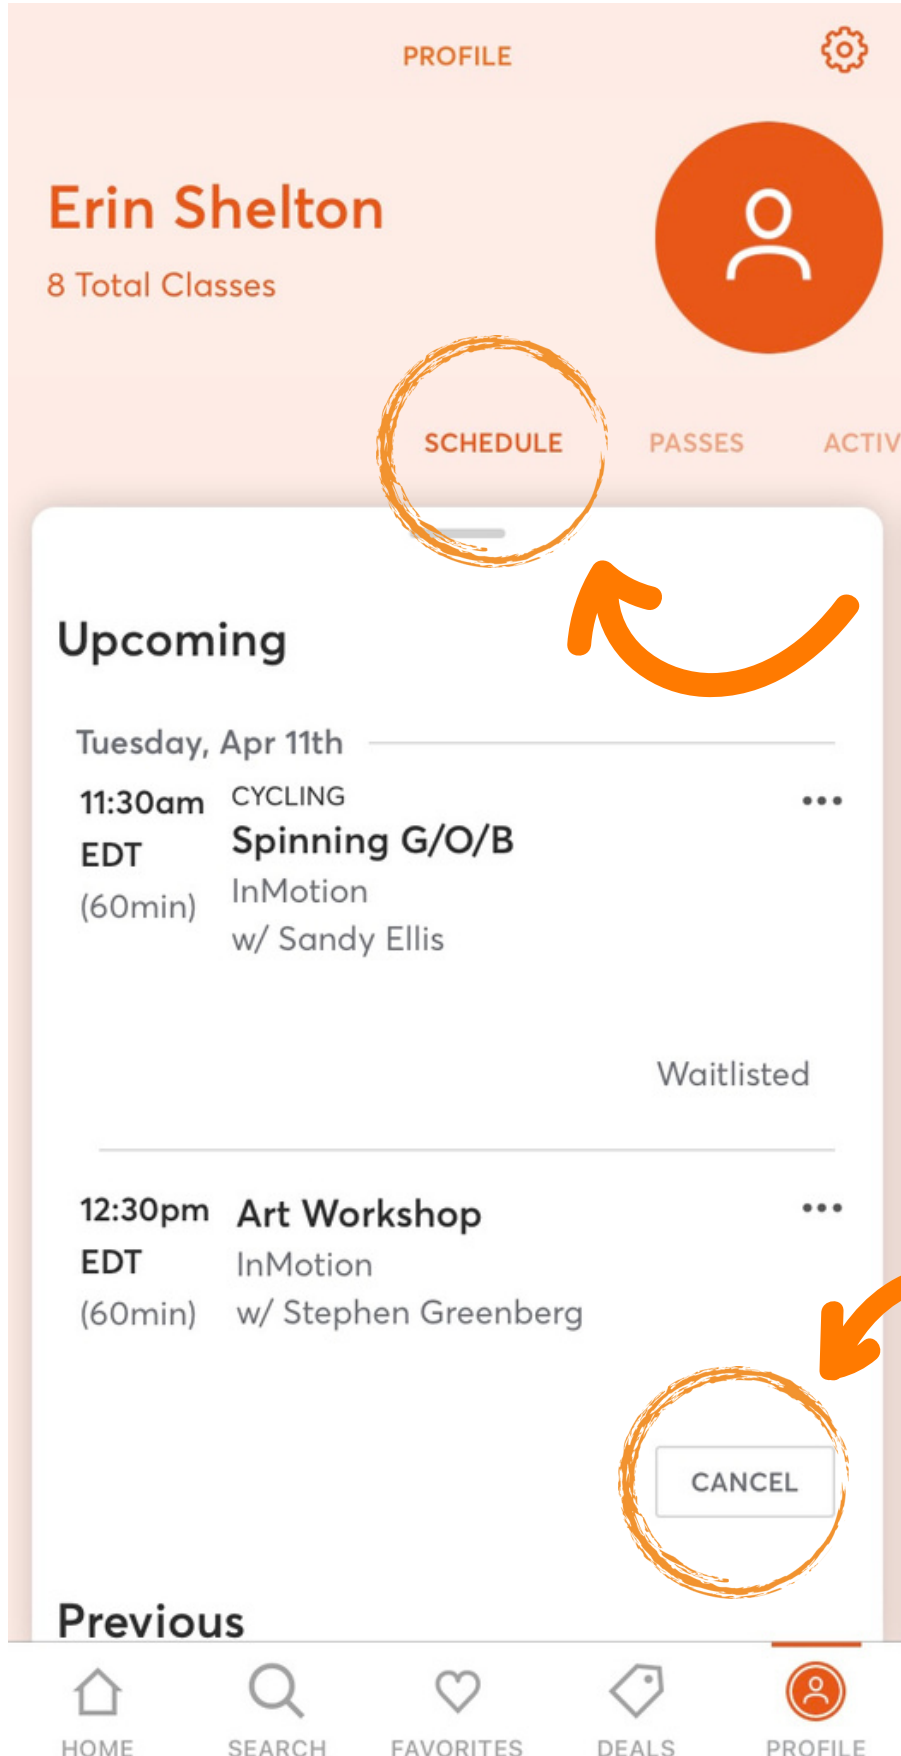 PROFILE
Erin Shelton
8 Total Classes
SCHEDULE PASSES ACTIV
Upcoming
Tuesday, Apr 11th
11:30am CYCLING
EDT Spinning G/O/B
(60min) InMotion
w/ Sandy Ellis
Waitlisted
12:30pm Art Workshop
EDT InMotion
(60min) w/ Stephen Greenberg
CANCEL
Previous
HOME SEARCH FAVORITES DEALS PROFILE